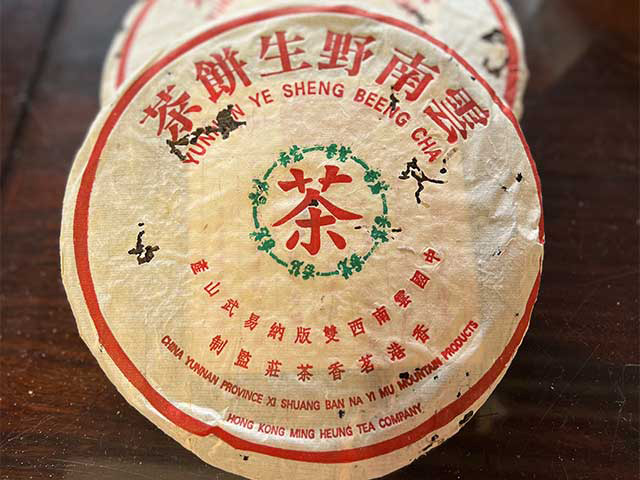 雲南野生餅茶
YUNNAN YE SHENG BEENG CHA
茶
中國雲南西雙版納易武山產
香港茗香茶莊監制
CHINA YUNNAN PROVINCE XI SHUANG BAN NA YI MU MOUNTAIN PRODUCTS
HONG KONG MING HEUNG TEA COMPANY.